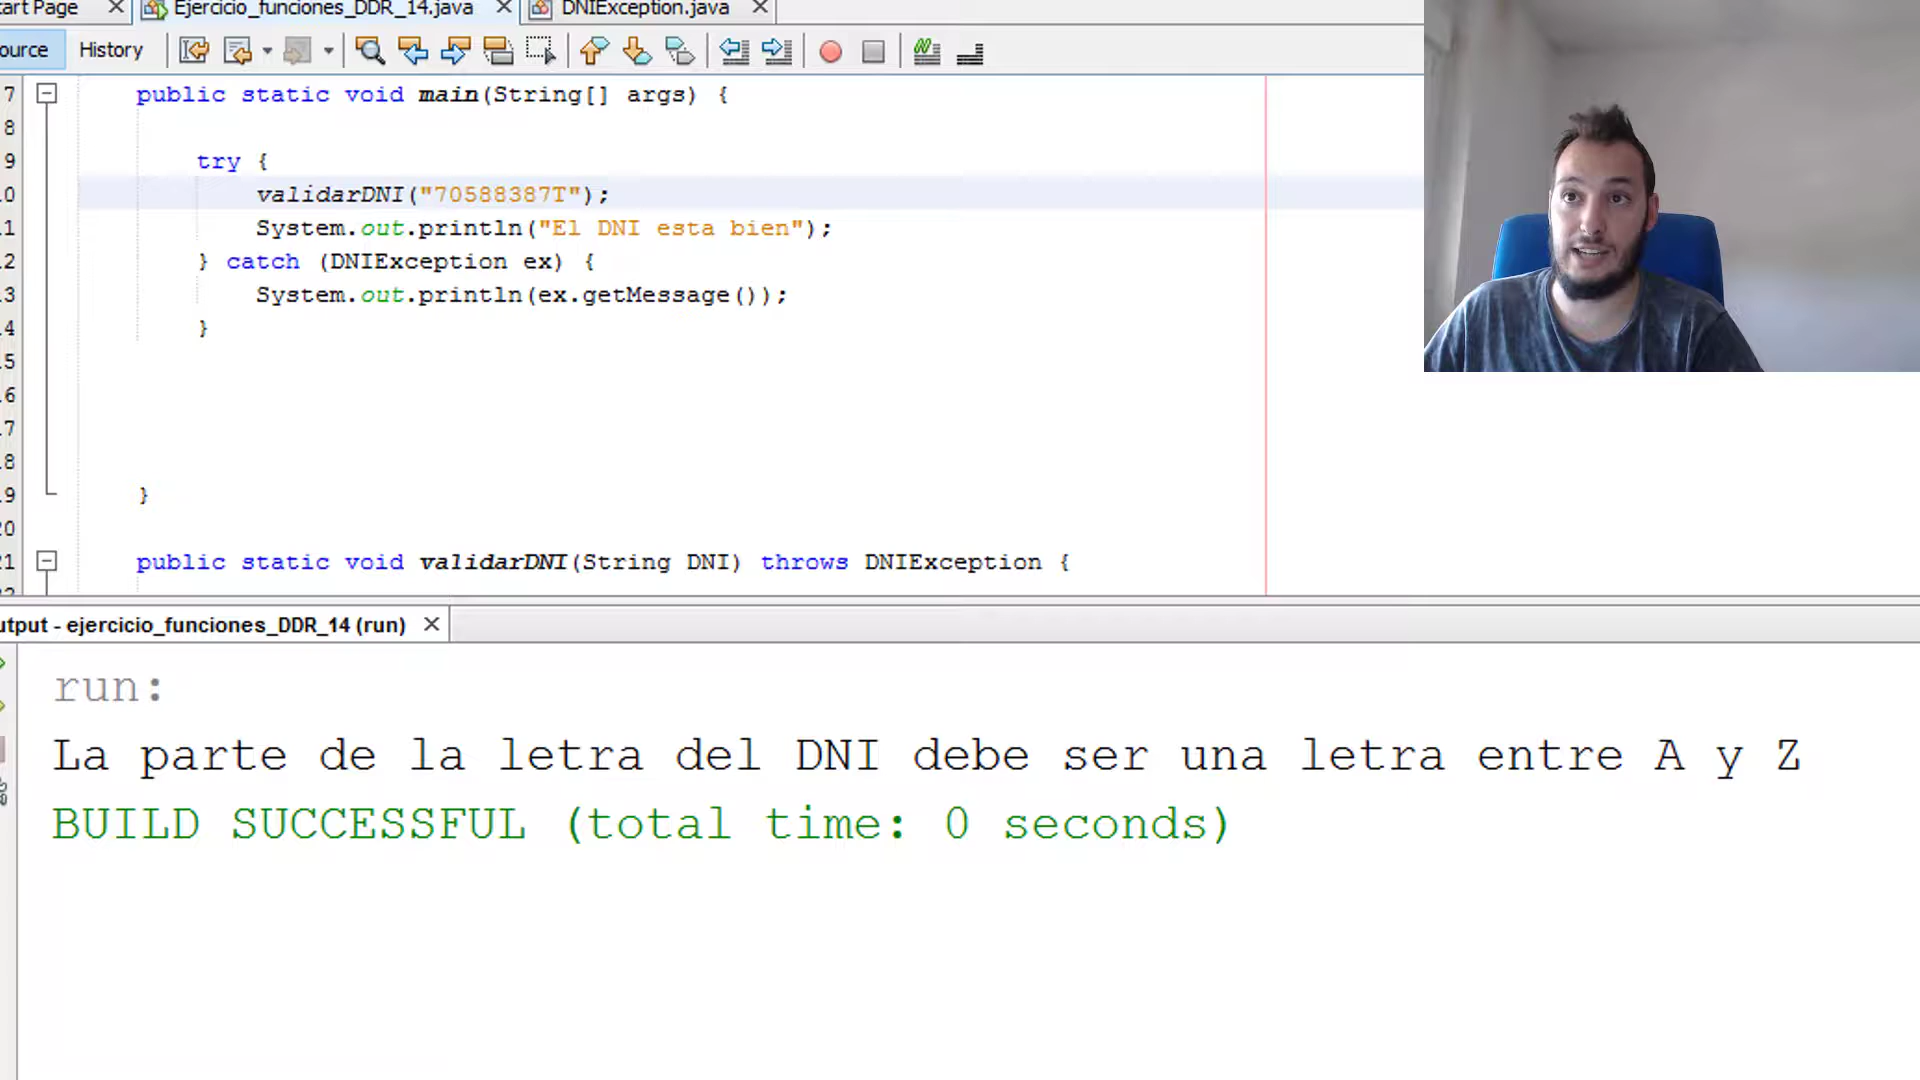 art Page
Ejercicio_funciones_DDR_14.java
DNIException.java
ource
History
7 public static void main(String[] args) {
8
9 try {
0 validarDNI("70588387T");
1 System.out.println("El DNI esta bien");
2 } catch (DNIException ex) {
3 System.out.println(ex.getMessage());
4 }
5
6
7
8
9 }
20
21 public static void validarDNI(String DNI) throws DNIException {
utput - ejercicio_funciones_DDR_14 (run)
run:
La parte de la letra del DNI debe ser una letra entre A y Z
BUILD SUCCESSFUL (total time: 0 seconds)